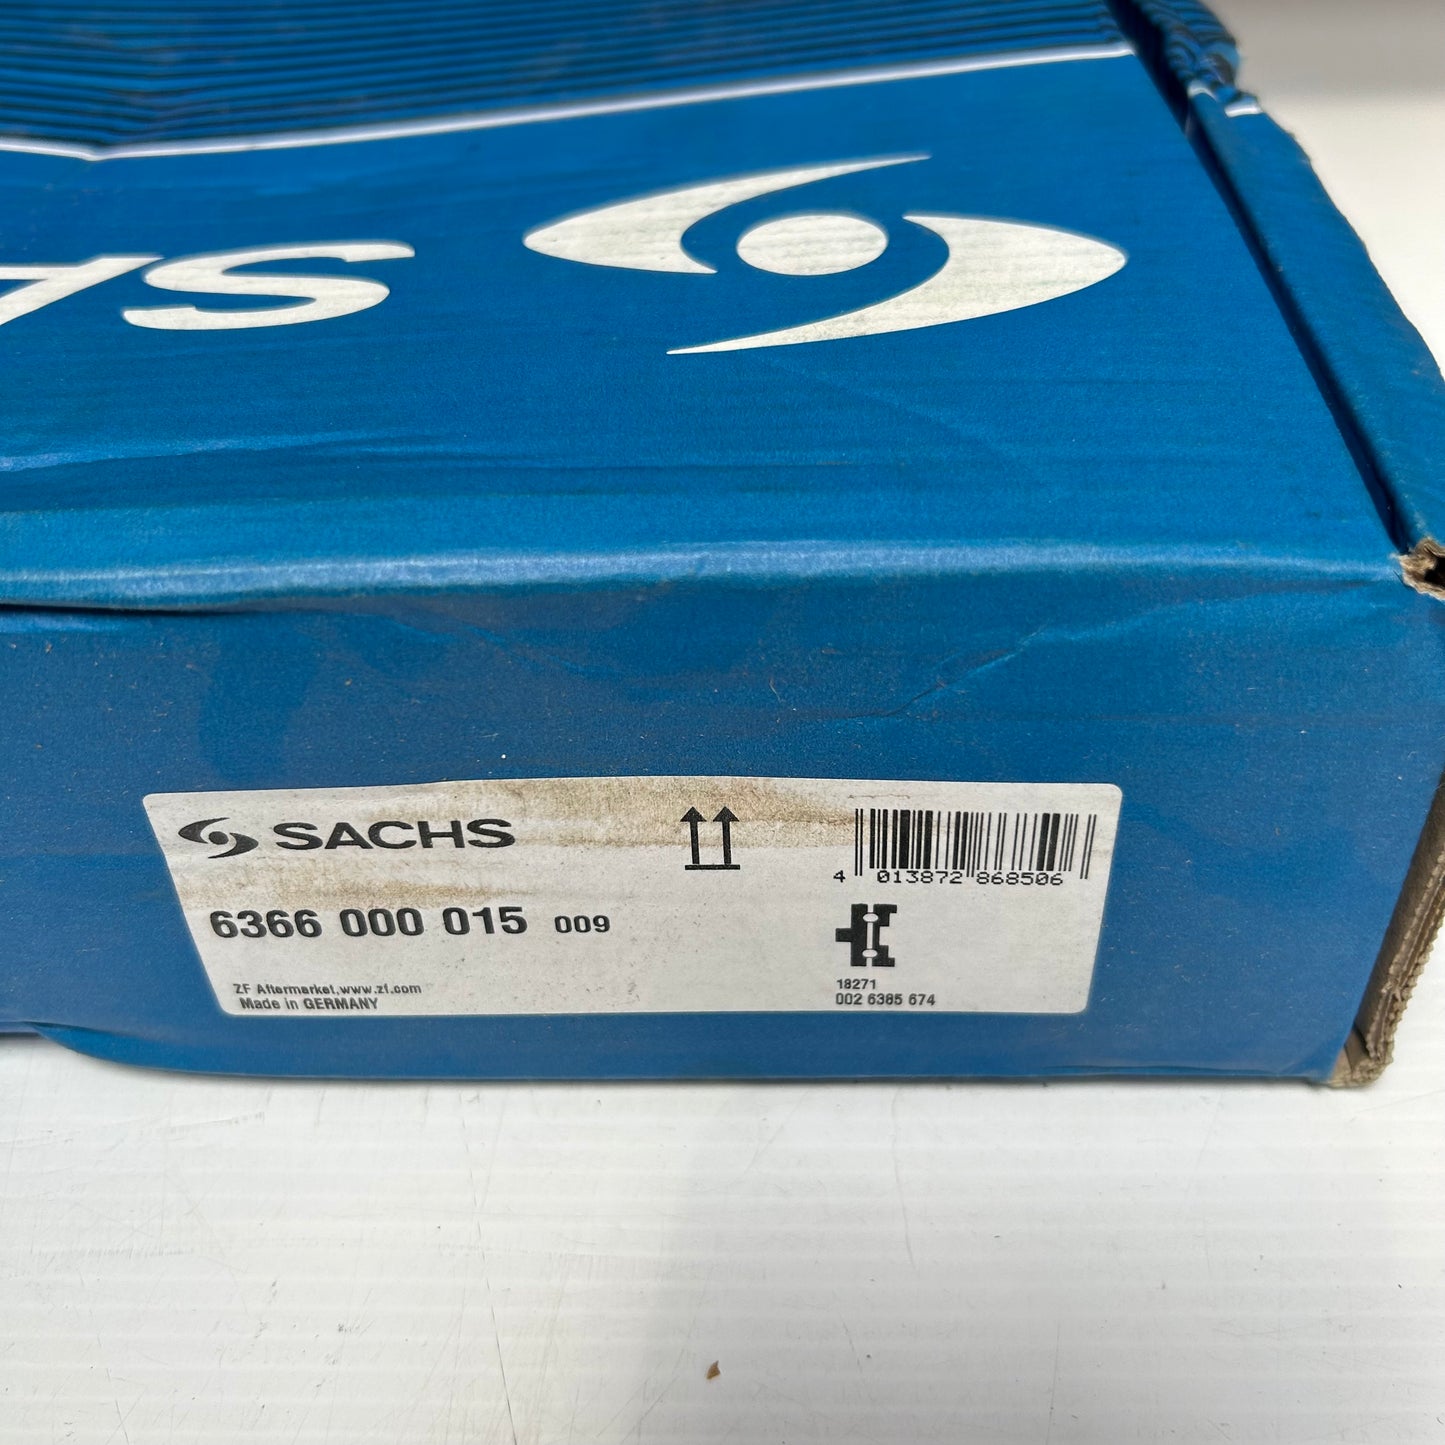 SA
SACHS
6366 000 015 009
4 013872 868506
ZF Aftermarket,www.zf.com
Made in GERMANY
18271
002 6385 674